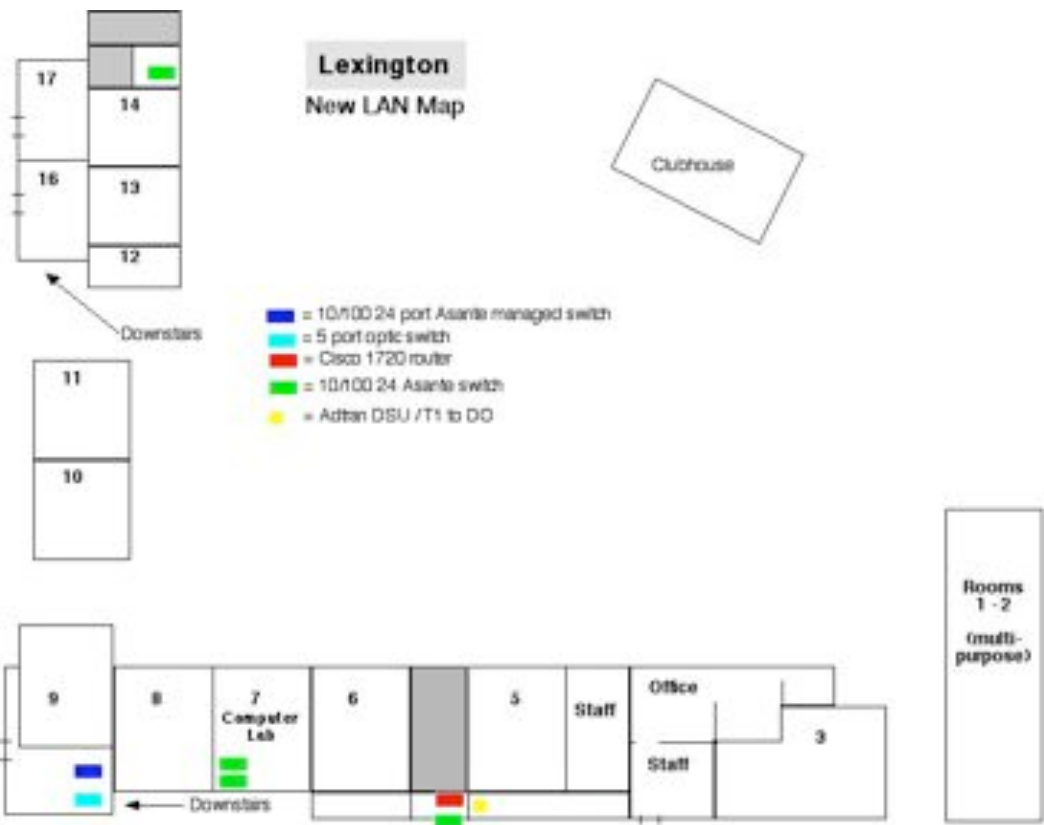 Lexington
New LAN Map
17
14
16
13
12
Clubhouse
Downstairs
= 10/100 24 port Asante managed switch
= 5 port optic switch
= Cisco 1720 router
= 10/100 24 Asante switch
= Adtran DSU / T1 to DO
11
10
Rooms
1 - 2
(multi-
purpose)
9
8
7
Computer
Lab
6
5
Staff
Office
3
Staff
Downstairs